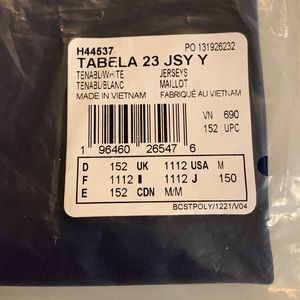 H44537 PO 131926232
TABELA 23 JSY Y
TENABL/WHITE JERSEYS
TENABL/BLANC MAILLOT
MADE IN VIETNAM FABRIQUÉ AU VIETNAM
VN 690
152 UPC
1 96460 26547 6
D 152 UK 1112 USA M
F 1112 I 1112 J 150
E 152 CDN M/M
BCSTPOLY/1221/V04